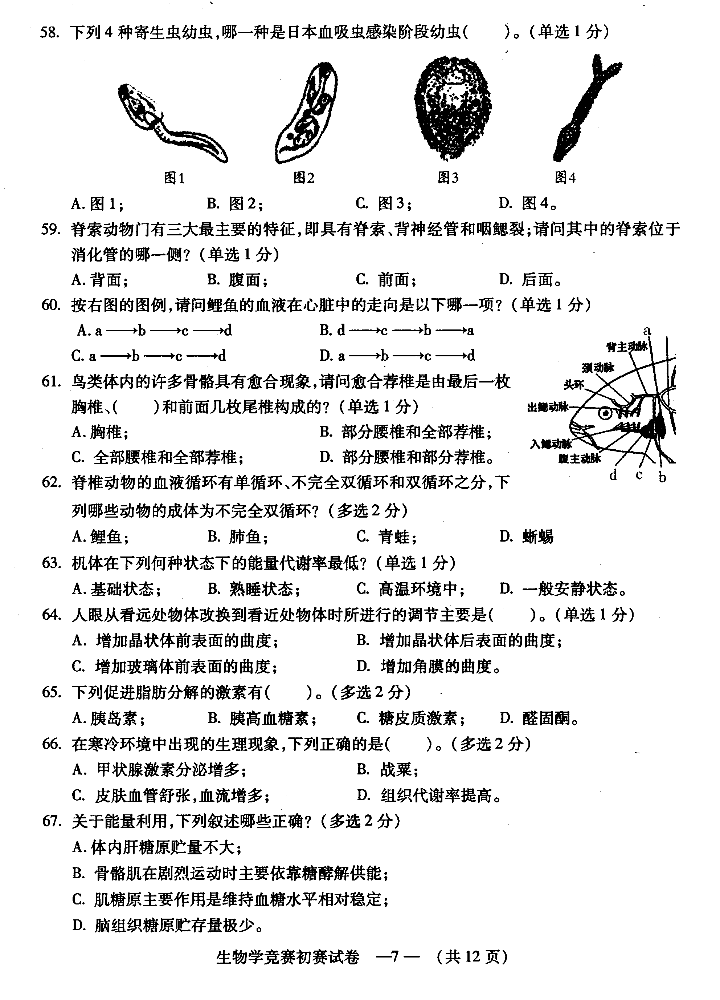 58. 下列 4 种寄生虫幼虫,哪一种是日本血吸虫感染阶段幼虫(　　)。(单选 1 分)
图1　图2　图3　图4
A. 图 1;　B. 图 2;　C. 图 3;　D. 图 4。
59. 脊索动物门有三大最主要的特征,即具有脊索、背神经管和咽鳃裂;请问其中的脊索位于
消化管的哪一侧? (单选 1 分)
A. 背面;　B. 腹面;　C. 前面;　D. 后面。
60. 按右图的图例,请问鲤鱼的血液在心脏中的走向是以下哪一项? (单选 1 分)
A. a ⟶b ⟶c ⟶d　B. d ⟶c ⟶b ⟶a
C. a ⟶b ⟶c ⟶d　D. a ⟶b ⟶c ⟶d
a
背主动脉
颈动脉
头环
出鳃动脉
入鳃动脉
腹主动脉
d　c　b
61. 鸟类体内的许多骨骼具有愈合现象,请问愈合荐椎是由最后一枚
胸椎、(　　)和前面几枚尾椎构成的? (单选 1 分)
A. 胸椎;　B. 部分腰椎和全部荐椎;
C. 全部腰椎和全部荐椎;　D. 部分腰椎和部分荐椎。
62. 脊椎动物的血液循环有单循环、不完全双循环和双循环之分,下
列哪些动物的成体为不完全双循环? (多选 2 分)
A. 鲤鱼;　B. 肺鱼;　C. 青蛙;　D. 蜥蜴
63. 机体在下列何种状态下的能量代谢率最低? (单选 1 分)
A. 基础状态;　B. 熟睡状态;　C. 高温环境中;　D. 一般安静状态。
64. 人眼从看远处物体改换到看近处物体时所进行的调节主要是(　　)。(单选 1 分)
A. 增加晶状体前表面的曲度;　B. 增加晶状体后表面的曲度;
C. 增加玻璃体前表面的曲度;　D. 增加角膜的曲度。
65. 下列促进脂肪分解的激素有(　　)。(多选 2 分)
A. 胰岛素;　B. 胰高血糖素;　C. 糖皮质激素;　D. 醛固酮。
66. 在寒冷环境中出现的生理现象,下列正确的是(　　)。(多选 2 分)
A. 甲状腺激素分泌增多;　B. 战粟;
C. 皮肤血管舒张,血流增多;　D. 组织代谢率提高。
67. 关于能量利用,下列叙述哪些正确? (多选 2 分)
A. 体内肝糖原贮量不大;
B. 骨骼肌在剧烈运动时主要依靠糖酵解供能;
C. 肌糖原主要作用是维持血糖水平相对稳定;
D. 脑组织糖原贮存量极少。
生物学竞赛初赛试卷　—7—　(共 12 页)